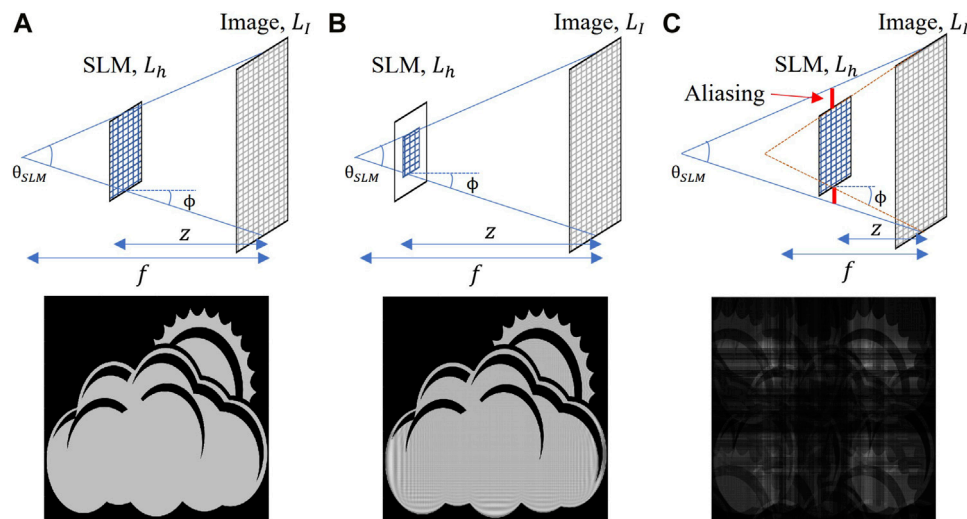 A
Image, L_I
SLM, L_h
θ_SLM
ϕ
z
f
B
Image, L_I
SLM, L_h
θ_SLM
ϕ
z
f
C
Image, L_I
SLM, L_h
Aliasing
θ_SLM
ϕ
z
f